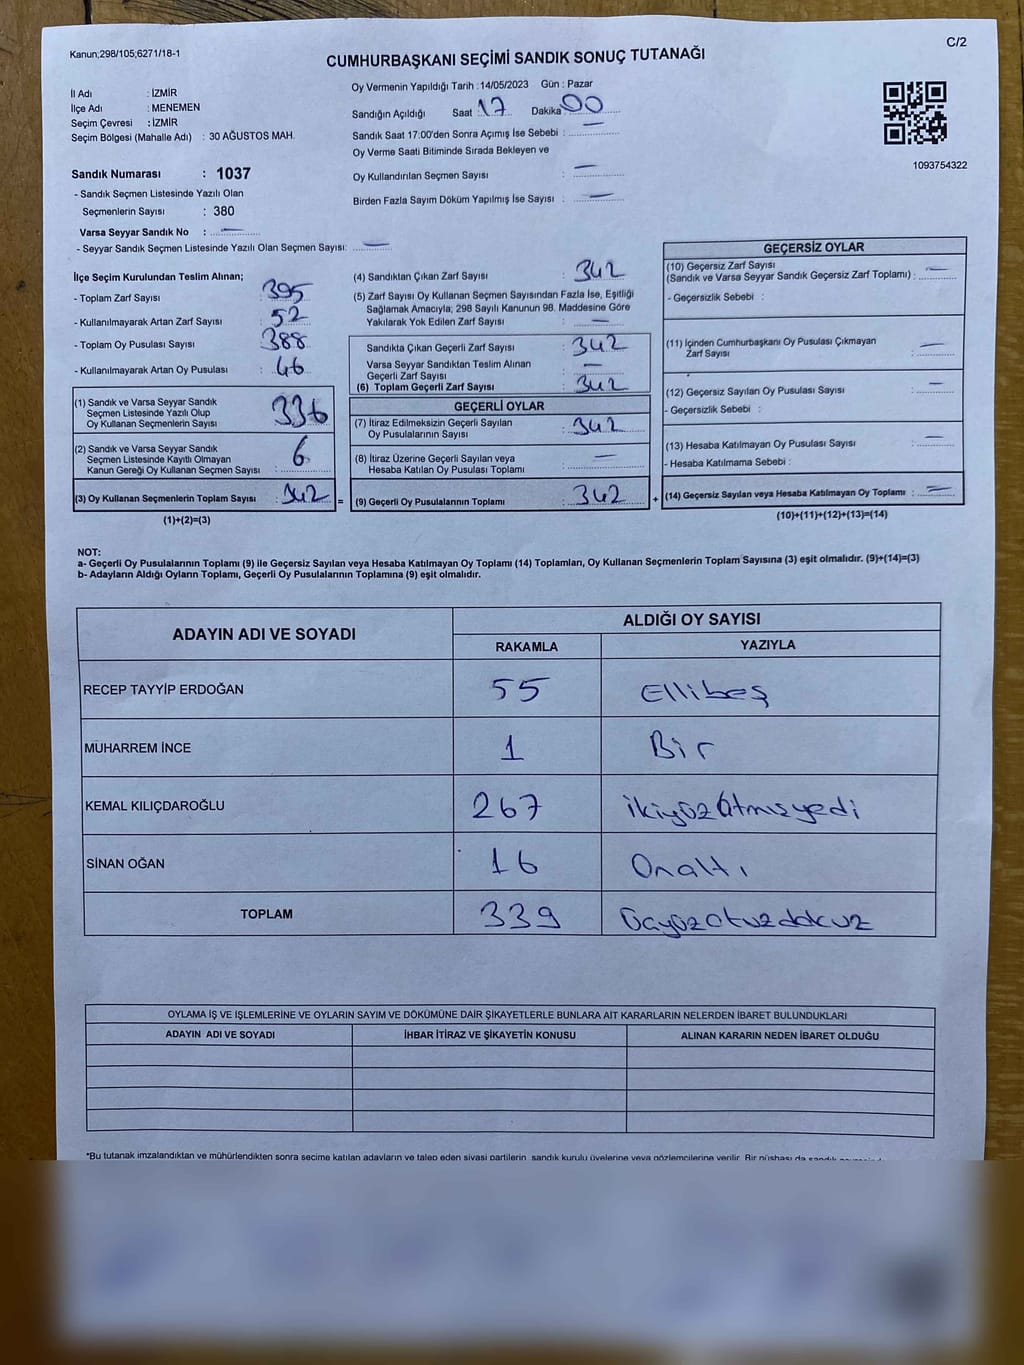 Kanun;298/105;6271/18-1
C/2
CUMHURBAŞKANI SEÇİMİ SANDIK SONUÇ TUTANAĞI
İl Adı : İZMİR
İlçe Adı : MENEMEN
Seçim Çevresi : İZMİR
Seçim Bölgesi (Mahalle Adı) : 30 AĞUSTOS MAH.
Sandık Numarası : 1037
- Sandık Seçmen Listesinde Yazılı Olan
Seçmenlerin Sayısı : 380
Varsa Seyyar Sandık No : —
- Seyyar Sandık Seçmen Listesinde Yazılı Olan Seçmen Sayısı: —
Oy Vermenin Yapıldığı Tarih : 14/05/2023 Gün : Pazar
Sandığın Açıldığı Saat 17 Dakika 00
Sandık Saat 17:00'den Sonra Açımış İse Sebebi : —
Oy Verme Saati Bitiminde Sırada Bekleyen ve
Oy Kullandırılan Seçmen Sayısı : —
Birden Fazla Sayım Döküm Yapılmış İse Sayısı : —
1093754322
İlçe Seçim Kurulundan Teslim Alınan;
- Toplam Zarf Sayısı : 395
- Kullanılmayarak Artan Zarf Sayısı : 52
- Toplam Oy Pusulası Sayısı : 388
- Kullanılmayarak Artan Oy Pusulası : 46
(1) Sandık ve Varsa Seyyar Sandık
Seçmen Listesinde Yazılı Olup
Oy Kullanan Seçmenlerin Sayısı : 336
(2) Sandık ve Varsa Seyyar Sandık
Seçmen Listesinde Kayıtlı Olmayan
Kanun Gereği Oy Kullanan Seçmen Sayısı : 6
(3) Oy Kullanan Seçmenlerin Toplam Sayısı : 342 =
(1)+(2)=(3)
(4) Sandıktan Çıkan Zarf Sayısı : 342
(5) Zarf Sayısı Oy Kullanan Seçmen Sayısından Fazla İse, Eşitliği
Sağlamak Amacıyla; 298 Sayılı Kanunun 98. Maddesine Göre
Yakılarak Yok Edilen Zarf Sayısı : —
Sandıkta Çıkan Geçerli Zarf Sayısı : 342
Varsa Seyyar Sandıktan Teslim Alınan
Geçerli Zarf Sayısı : —
(6) Toplam Geçerli Zarf Sayısı : 342
GEÇERLİ OYLAR
(7) İtiraz Edilmeksizin Geçerli Sayılan
Oy Pusulalarının Sayısı : 342
(8) İtiraz Üzerine Geçerli Sayılan veya
Hesaba Katılan Oy Pusulası Toplamı : —
(9) Geçerli Oy Pusulalarının Toplamı : 342 +
GEÇERSİZ OYLAR
(10) Geçersiz Zarf Sayısı
(Sandık ve Varsa Seyyar Sandık Geçersiz Zarf Toplamı) : —
- Geçersizlik Sebebi :
(11) İçinden Cumhurbaşkanı Oy Pusulası Çıkmayan
Zarf Sayısı : —
(12) Geçersiz Sayılan Oy Pusulası Sayısı : —
- Geçersizlik Sebebi :
(13) Hesaba Katılmayan Oy Pusulası Sayısı : —
- Hesaba Katılmama Sebebi :
(14) Geçersiz Sayılan veya Hesaba Katılmayan Oy Toplamı : —
(10)+(11)+(12)+(13)=(14)
NOT:
a- Geçerli Oy Pusulalarının Toplamı (9) ile Geçersiz Sayılan veya Hesaba Katılmayan Oy Toplamı (14) Toplamları, Oy Kullanan Seçmenlerin Toplam Sayısına (3) eşit olmalıdır. (9)+(14)=(3)
b- Adayların Aldığı Oyların Toplamı, Geçerli Oy Pusulalarının Toplamına (9) eşit olmalıdır.
ADAYIN ADI VE SOYADI ALDIĞI OY SAYISI
RAKAMLA YAZIYLA
RECEP TAYYİP ERDOĞAN 55 Ellibeş
MUHARREM İNCE 1 Bir
KEMAL KILIÇDAROĞLU 267 ikiyüzAtmışyedi
SİNAN OĞAN 16 Onaltı
TOPLAM 339 Üçyüzotuzdokuz
OYLAMA İŞ VE İŞLEMLERİNE VE OYLARIN SAYIM VE DÖKÜMÜNE DAİR ŞİKAYETLERLE BUNLARA AİT KARARLARIN NELERDEN İBARET BULUNDUKLARI
ADAYIN ADI VE SOYADI İHBAR İTİRAZ VE ŞİKAYETİN KONUSU ALINAN KARARIN NEDEN İBARET OLDUĞU
*Bu tutanak imzalandıktan ve mühürlendikten sonra seçime katılan adayların ve talep eden siyasi partilerin, sandık kurulu üyelerine veya gözlemcilerine verilir. Bir nüshası da sandık